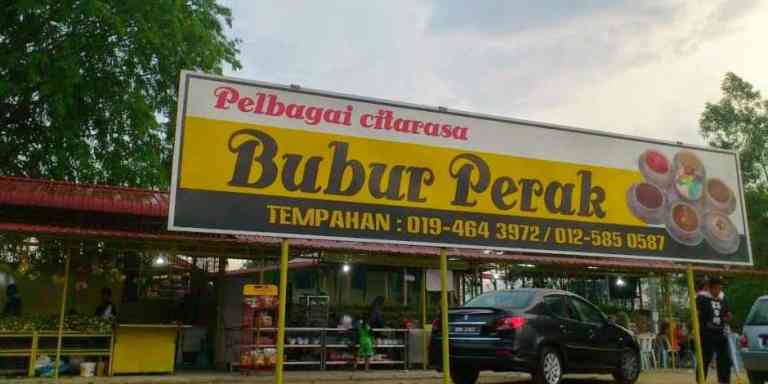 Pelbagai citarasa
Bubur Perak
TEMPAHAN : 019-464 3972 / 012-585 0587